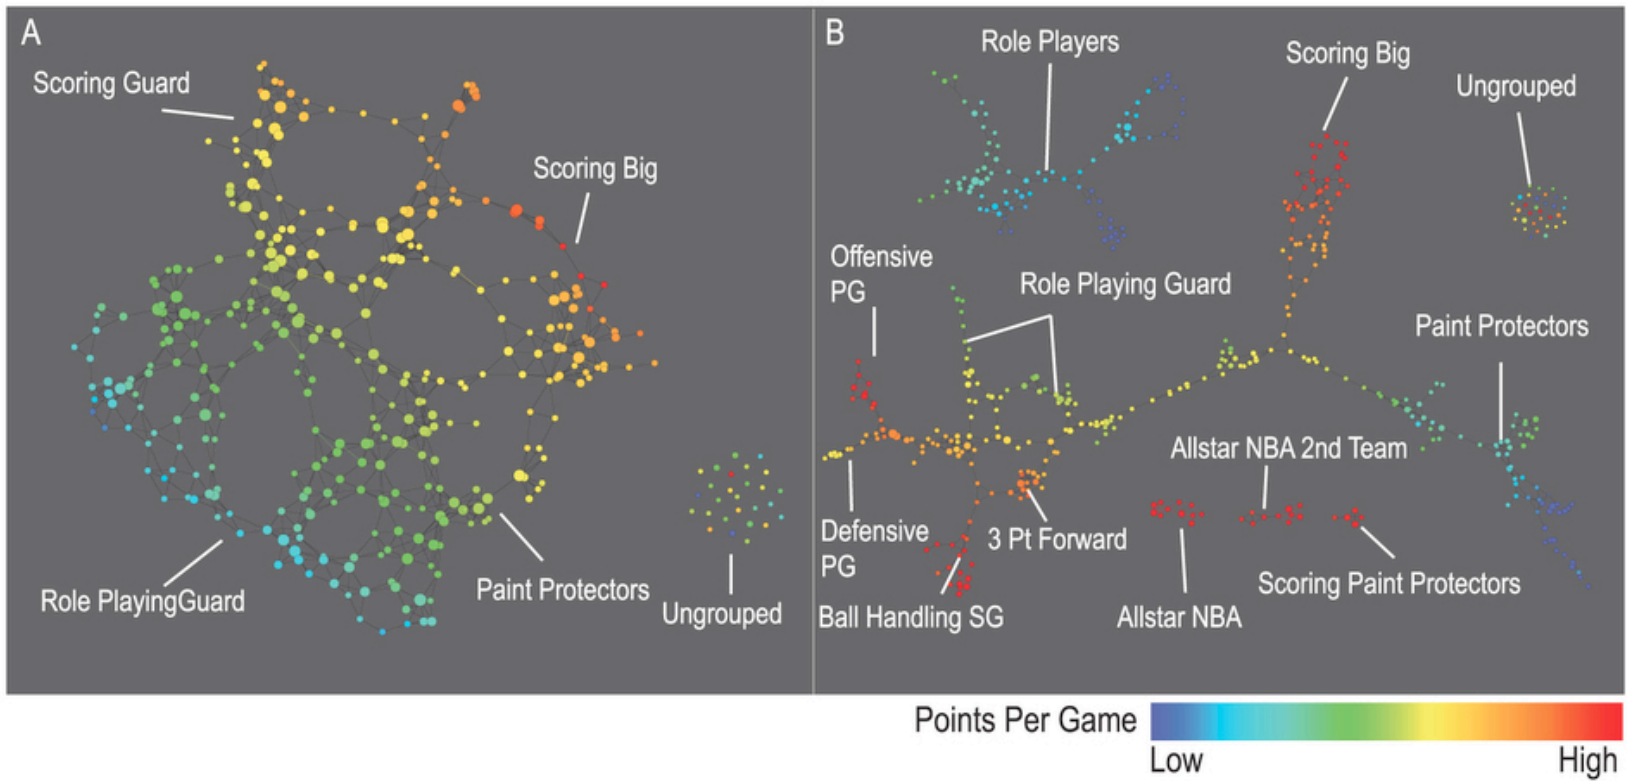 A
Scoring Guard
Scoring Big
Role PlayingGuard
Paint Protectors
Ungrouped
B
Role Players
Scoring Big
Ungrouped
Offensive
PG
Role Playing Guard
Paint Protectors
Allstar NBA 2nd Team
Defensive
PG
3 Pt Forward
Ball Handling SG
Allstar NBA
Scoring Paint Protectors
Points Per Game
Low
High